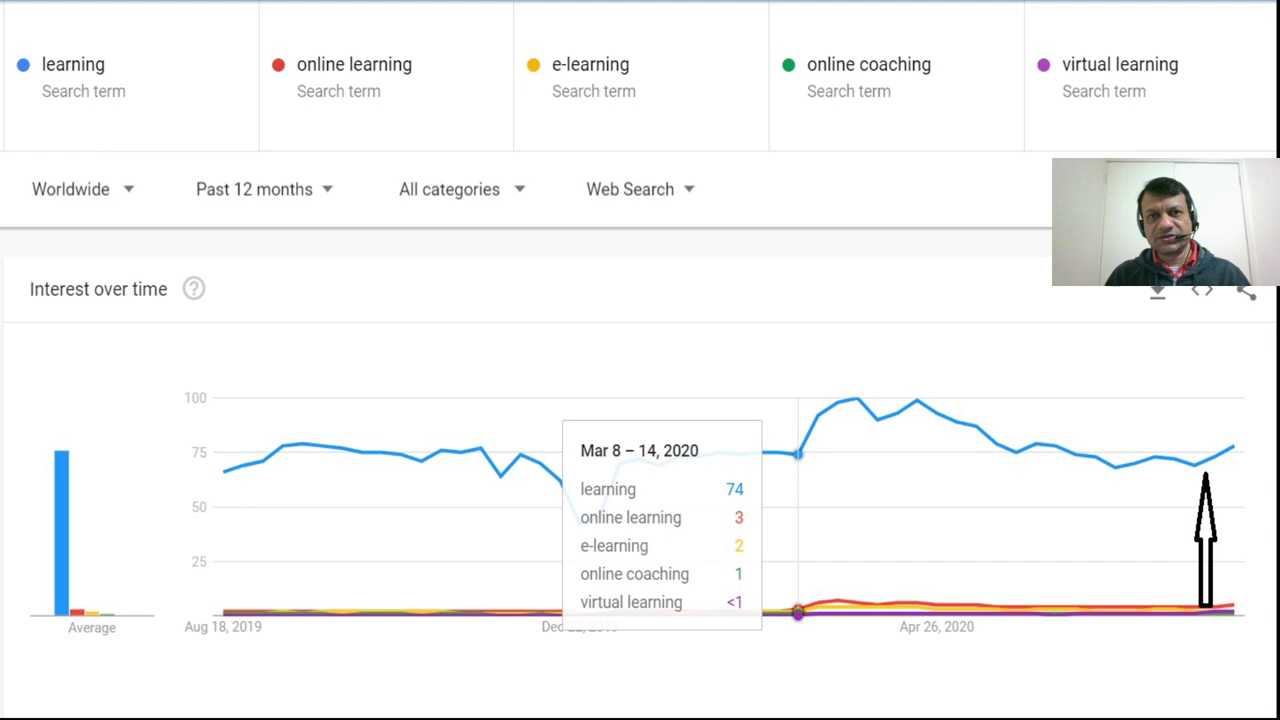 learning
Search term
online learning
Search term
e-learning
Search term
online coaching
Search term
virtual learning
Search term
Worldwide
Past 12 months
All categories
Web Search
Interest over time
?
100
75
50
25
Mar 8 – 14, 2020
learning 74
online learning 3
e-learning 2
online coaching 1
virtual learning <1
Average
Aug 18, 2019
Dec 22, 2019
Apr 26, 2020